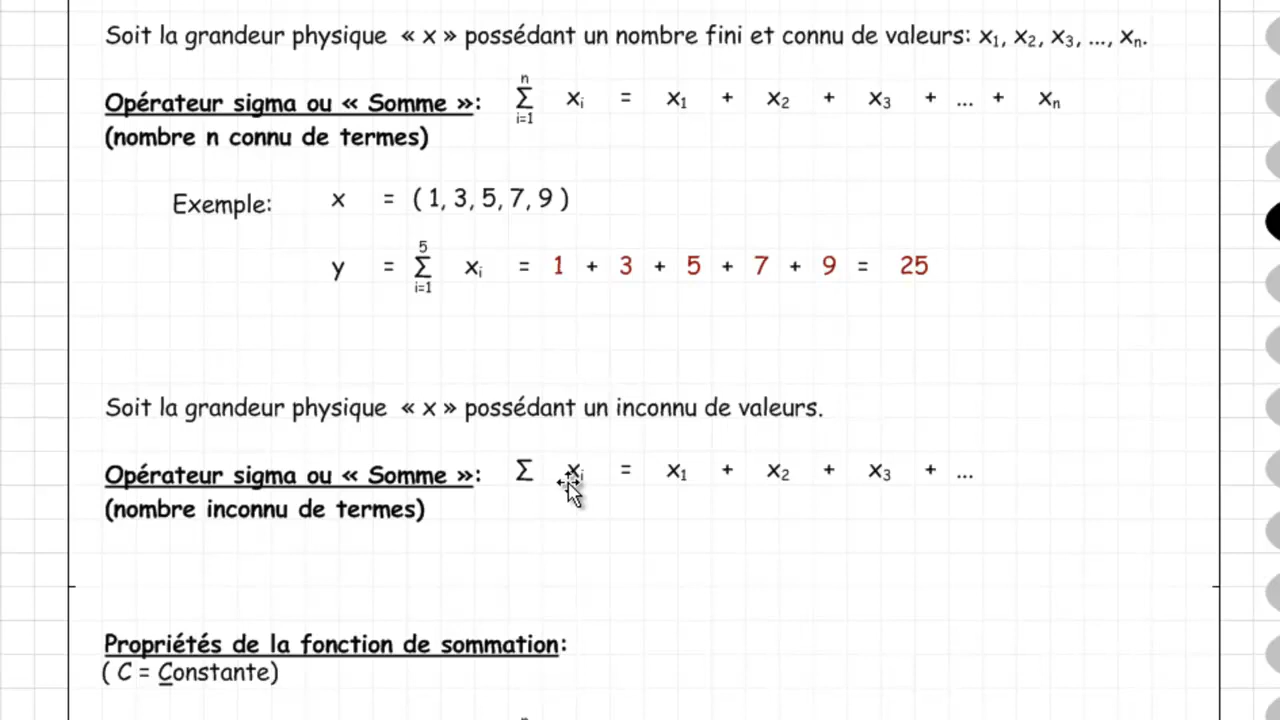 Soit la grandeur physique « x » possédant un nombre fini et connu de valeurs: x₁, x₂, x₃, ..., xₙ.
Opérateur sigma ou « Somme »: n Σ i=1 xᵢ = x₁ + x₂ + x₃ + ... + xₙ
(nombre n connu de termes)
Exemple: x = ( 1, 3, 5, 7, 9 )
y = 5 Σ i=1 xᵢ = 1 + 3 + 5 + 7 + 9 = 25
Soit la grandeur physique « x » possédant un inconnu de valeurs.
Opérateur sigma ou « Somme »: Σ xᵢ = x₁ + x₂ + x₃ + ...
(nombre inconnu de termes)
Propriétés de la fonction de sommation:
( C = Constante)